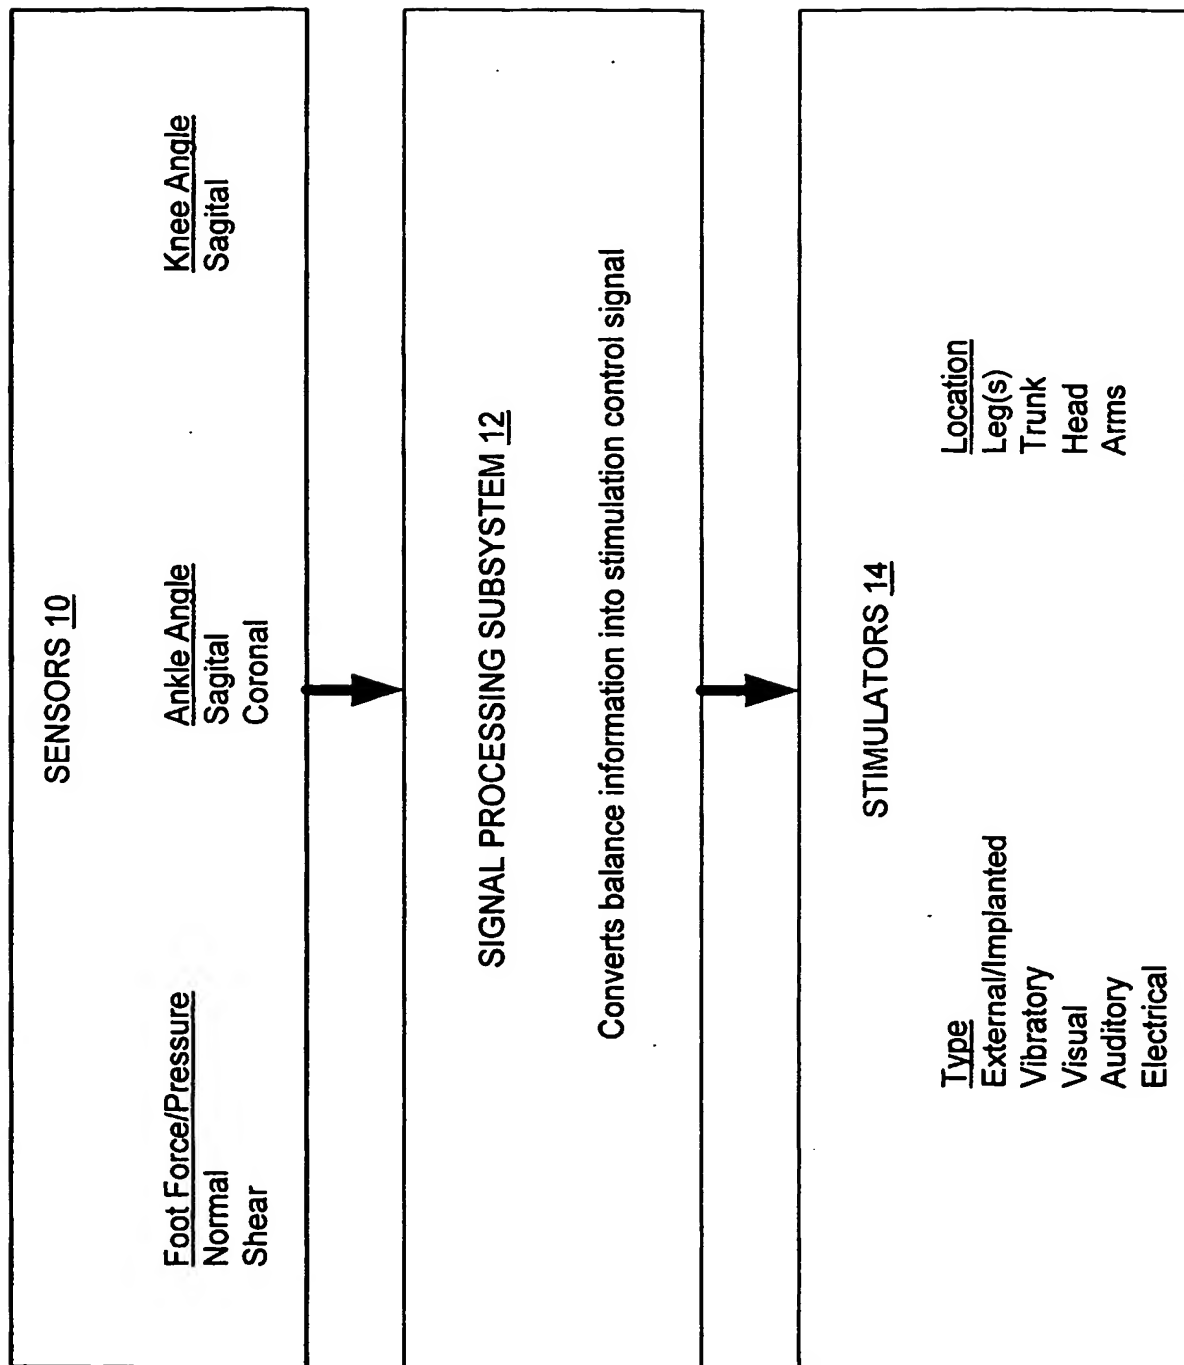 SENSORS 10
Foot Force/Pressure
Normal
Shear
Ankle Angle
Sagital
Coronal
Knee Angle
Sagital
SIGNAL PROCESSING SUBSYSTEM 12
Converts balance information into stimulation control signal
STIMULATORS 14
Type
External/Implanted
Vibratory
Visual
Auditory
Electrical
Location
Leg(s)
Trunk
Head
Arms